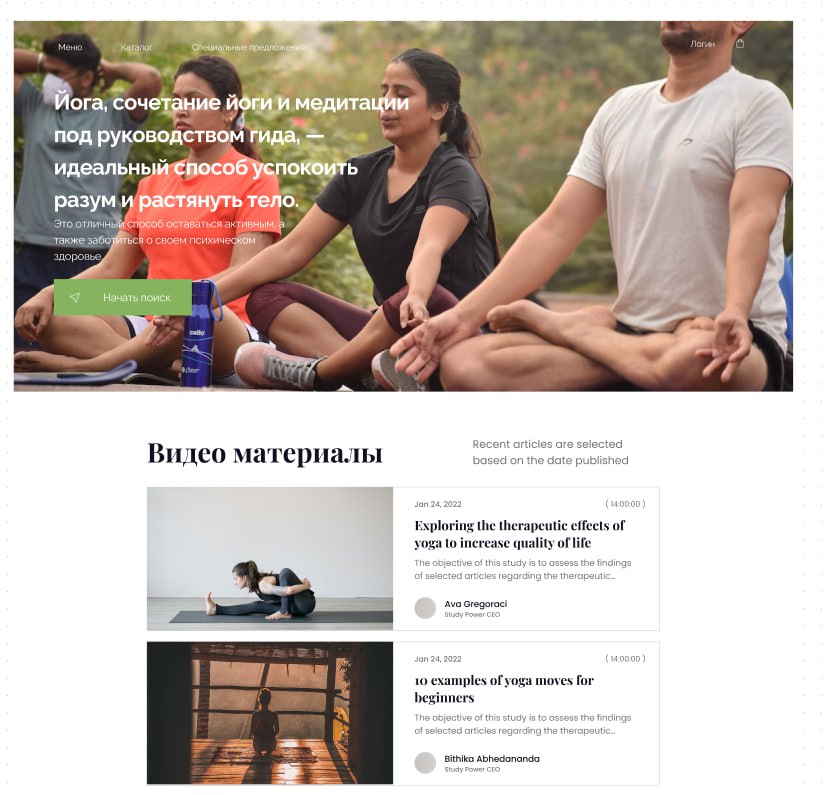 Меню Каталог Специальные предложения Логин
Йога, сочетание йоги и медитации
под руководством гида, —
идеальный способ успокоить
разум и растянуть тело.
Это отличный способ оставаться активным, а
также заботиться о своем психическом
здоровье.
Начать поиск
cello
Видео материалы
Recent articles are selected
based on the date published
Jan 24, 2022 ( 14:00:00 )
Exploring the therapeutic effects of
yoga to increase quality of life
The objective of this study is to assess the findings
of selected articles regarding the therapeutic...
Ava Gregoraci
Study Power CEO
Jan 24, 2022 ( 14:00:00 )
10 examples of yoga moves for
beginners
The objective of this study is to assess the findings
of selected articles regarding the therapeutic...
Bithika Abhedananda
Study Power CEO